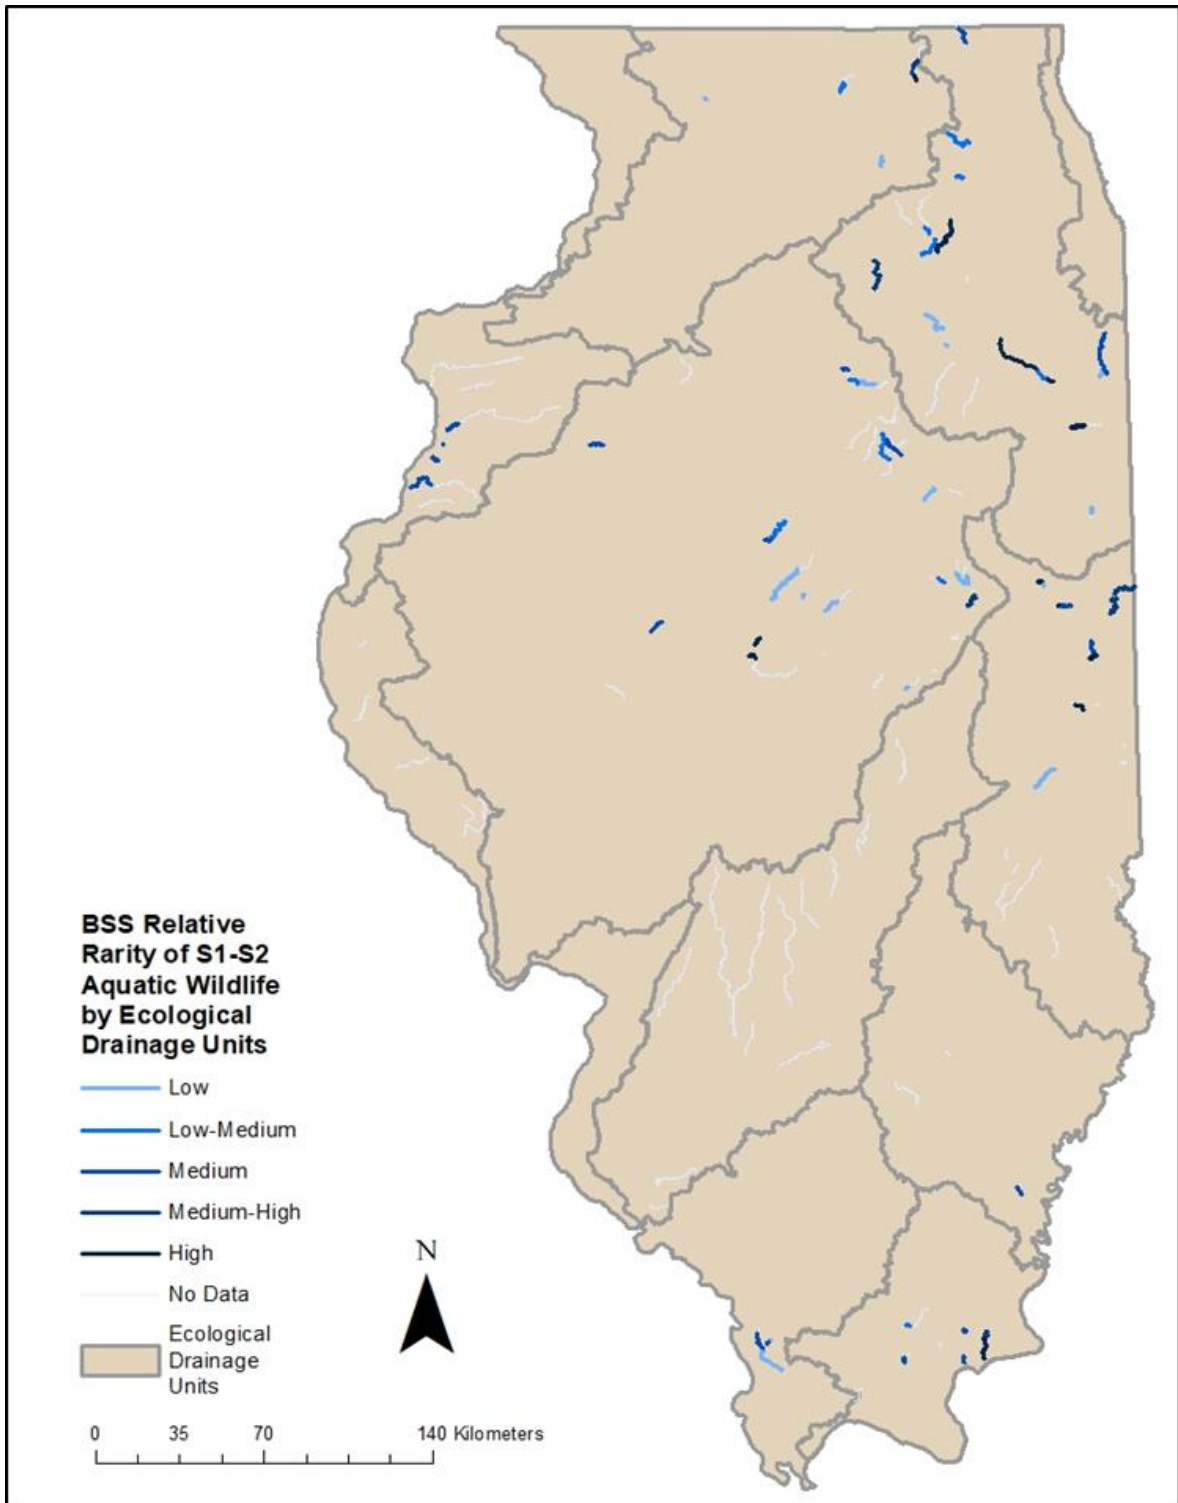 BSS Relative
Rarity of S1-S2
Aquatic Wildlife
by Ecological
Drainage Units
Low
Low-Medium
Medium
Medium-High
High
No Data
Ecological
Drainage
Units
N
0 35 70 140 Kilometers